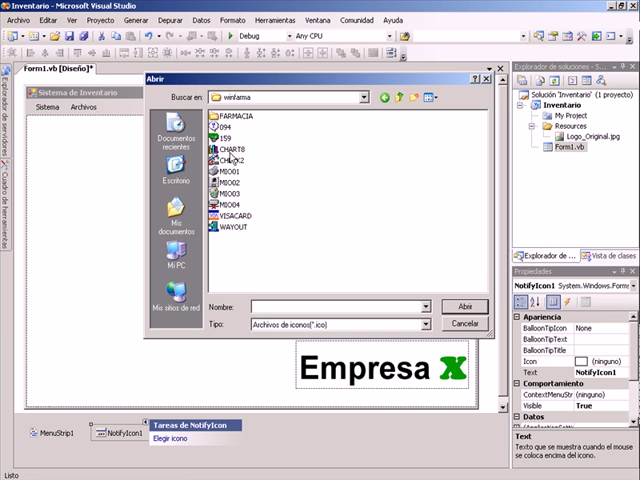 Inventario - Microsoft Visual Studio
Archivo Editar Ver Proyecto Generar Depurar Datos Formato Herramientas Ventana Comunidad Ayuda
Debug Any CPU
Form1.vb [Diseño]*
Explorador de servidores
Cuadro de herramientas
Sistema de Inventario
Sistema Archivos
Abrir
Buscar en: winfarma
Documentos recientes
Escritorio
Mis documentos
Mi PC
Mis sitios de red
FARMACIA
094
159
CHART8
MIO01
MIO02
MIO03
MIO04
VISACARD
WAYOUT
Nombre: Abrir
Tipo: Archivos de iconos(*.ico) Cancelar
Empresa X
MenuStrip1
NotifyIcon1
Tareas de NotifyIcon
Elegir icono
Explorador de soluciones - I
Solución 'Inventario' (1 proyecto)
Inventario
My Project
Resources
Logo_Original.jpg
Form1.vb
Explorador de ... Vista de clases
Propiedades
NotifyIcon1 System.Windows.Forms
Apariencia
BalloonTipIcon None
BalloonTipText
BalloonTipTitle
Icon (ninguno)
Text NotifyIcon1
Comportamiento
ContextMenuStr (ninguno)
Visible True
Datos
Text
Texto que se muestra cuando el mouse se coloca encima del icono.
Listo